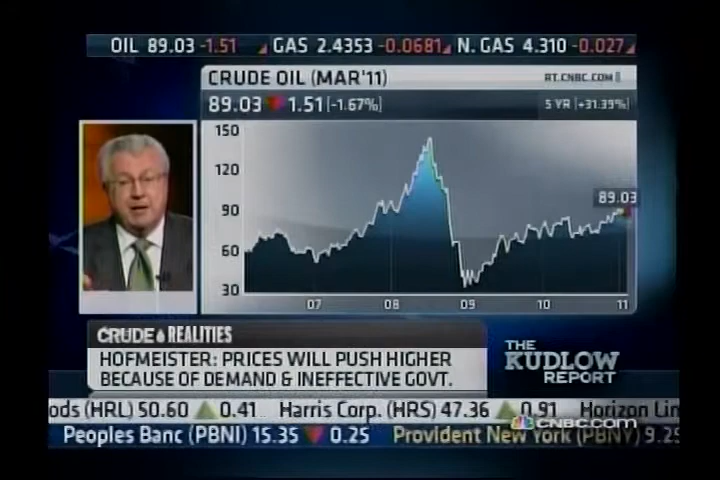 OIL 89.03 -1.51 GAS 2.4353 -0.0681 N. GAS 4.310 -0.027
CRUDE OIL (MAR'11) RT.CNBC.COM
89.03 1.51 [-1.67%] 5 YR [+31.39%]
150
120
90
60
30
89.03
07 08 09 10 11
CRUDE REALITIES
HOFMEISTER: PRICES WILL PUSH HIGHER
BECAUSE OF DEMAND & INEFFECTIVE GOVT.
THE
KUDLOW
REPORT
ods (HRL) 50.60 0.41 Harris Corp. (HRS) 47.36 0.91 Horizon Lin
CNBC.com
Peoples Banc (PBNI) 15.35 0.25 Provident New York (PBNY) 9.25